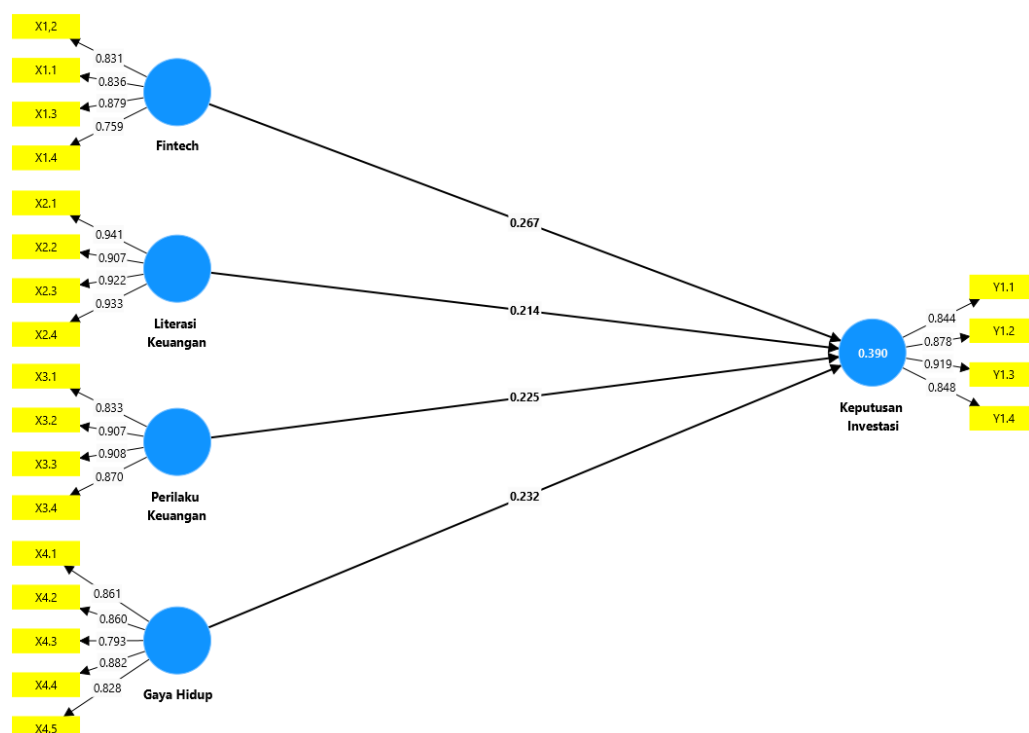 X1,2
X1.1
X1.3
X1.4
0.831
0.836
0.879
0.759
Fintech
X2.1
X2.2
X2.3
X2.4
0.941
0.907
0.922
0.933
Literasi
Keuangan
X3.1
X3.2
X3.3
X3.4
0.833
0.907
0.908
0.870
Perilaku
Keuangan
X4.1
X4.2
X4.3
X4.4
X4.5
0.861
0.860
0.793
0.882
0.828
Gaya Hidup
0.267
0.214
0.225
0.232
0.390
Keputusan
Investasi
0.844
0.878
0.919
0.848
Y1.1
Y1.2
Y1.3
Y1.4